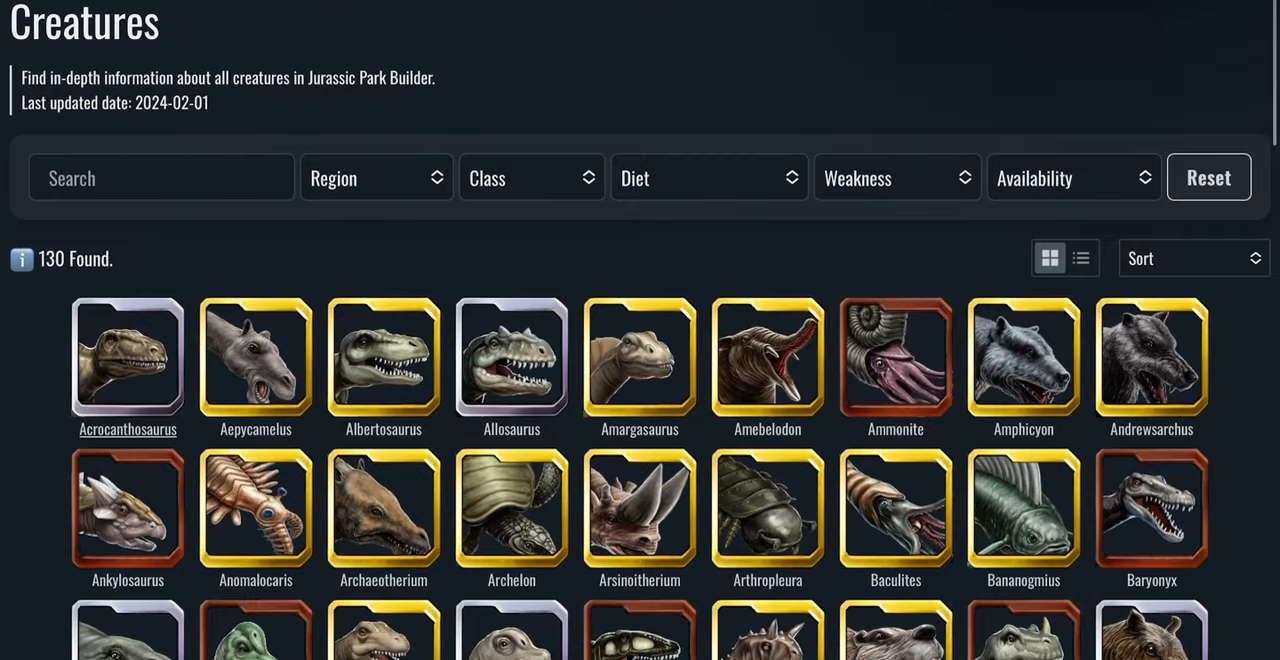 Creatures
Find in-depth information about all creatures in Jurassic Park Builder.
Last updated date: 2024-02-01
Search
Region
Class
Diet
Weakness
Availability
Reset
130 Found.
Sort
Acrocanthosaurus
Aepycamelus
Albertosaurus
Allosaurus
Amargasaurus
Amebelodon
Ammonite
Amphicyon
Andrewsarchus
Ankylosaurus
Anomalocaris
Archaeotherium
Archelon
Arsinoitherium
Arthropleura
Baculites
Bananogmius
Baryonyx